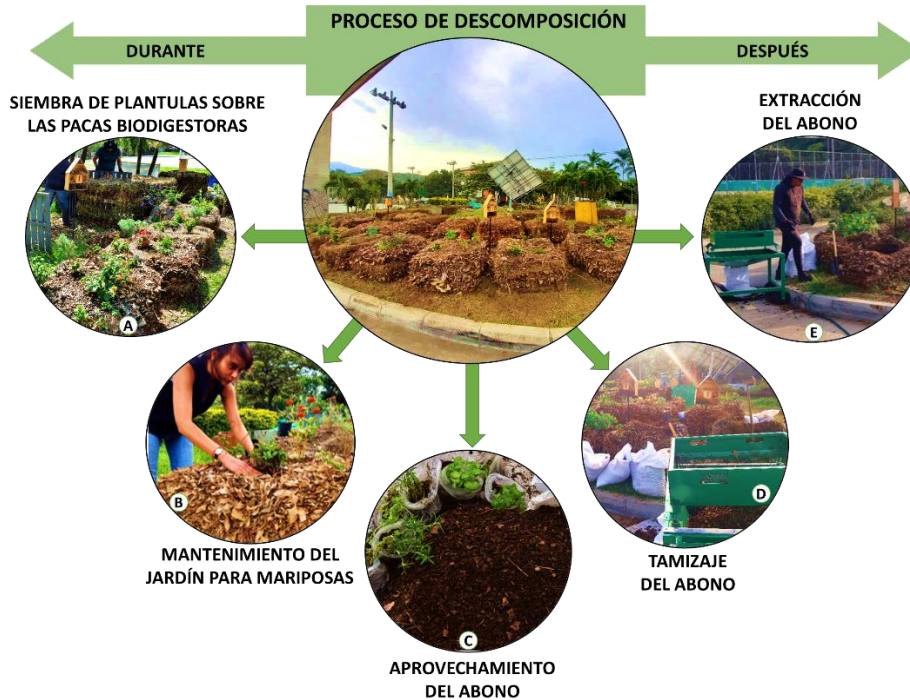 PROCESO DE DESCOMPOSICIÓN
DURANTE
DESPUÉS
SIEMBRA DE PLANTULAS SOBRE
LAS PACAS BIODIGESTORAS
EXTRACCIÓN
DEL ABONO
A
E
B
D
MANTENIMIENTO DEL
JARDÍN PARA MARIPOSAS
TAMIZAJE
DEL ABONO
C
APROVECHAMIENTO
DEL ABONO